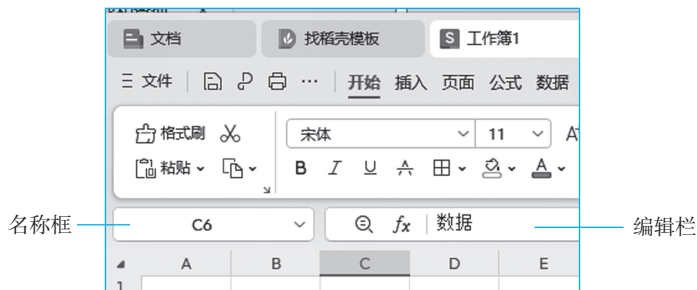 文档 找稻壳模板 S 工作簿1
三 文件 ··· 开始 插入 页面 公式 数据
格式刷 宋体 11 A
粘贴 B I U A A
名称框 C6 fx 数据 编辑栏
A B C D E
1